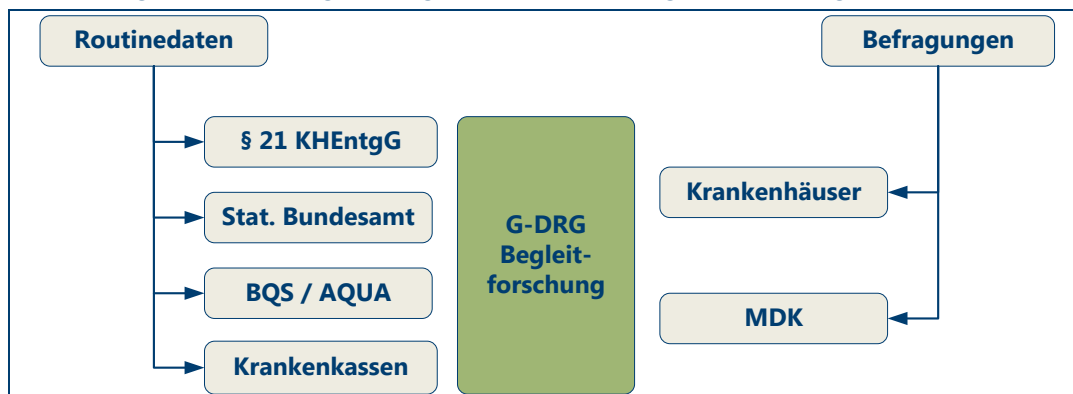 Routinedaten
Befragungen
§ 21 KHEntgG
Stat. Bundesamt
BQS / AQUA
Krankenkassen
G-DRG
Begleit-
forschung
Krankenhäuser
MDK